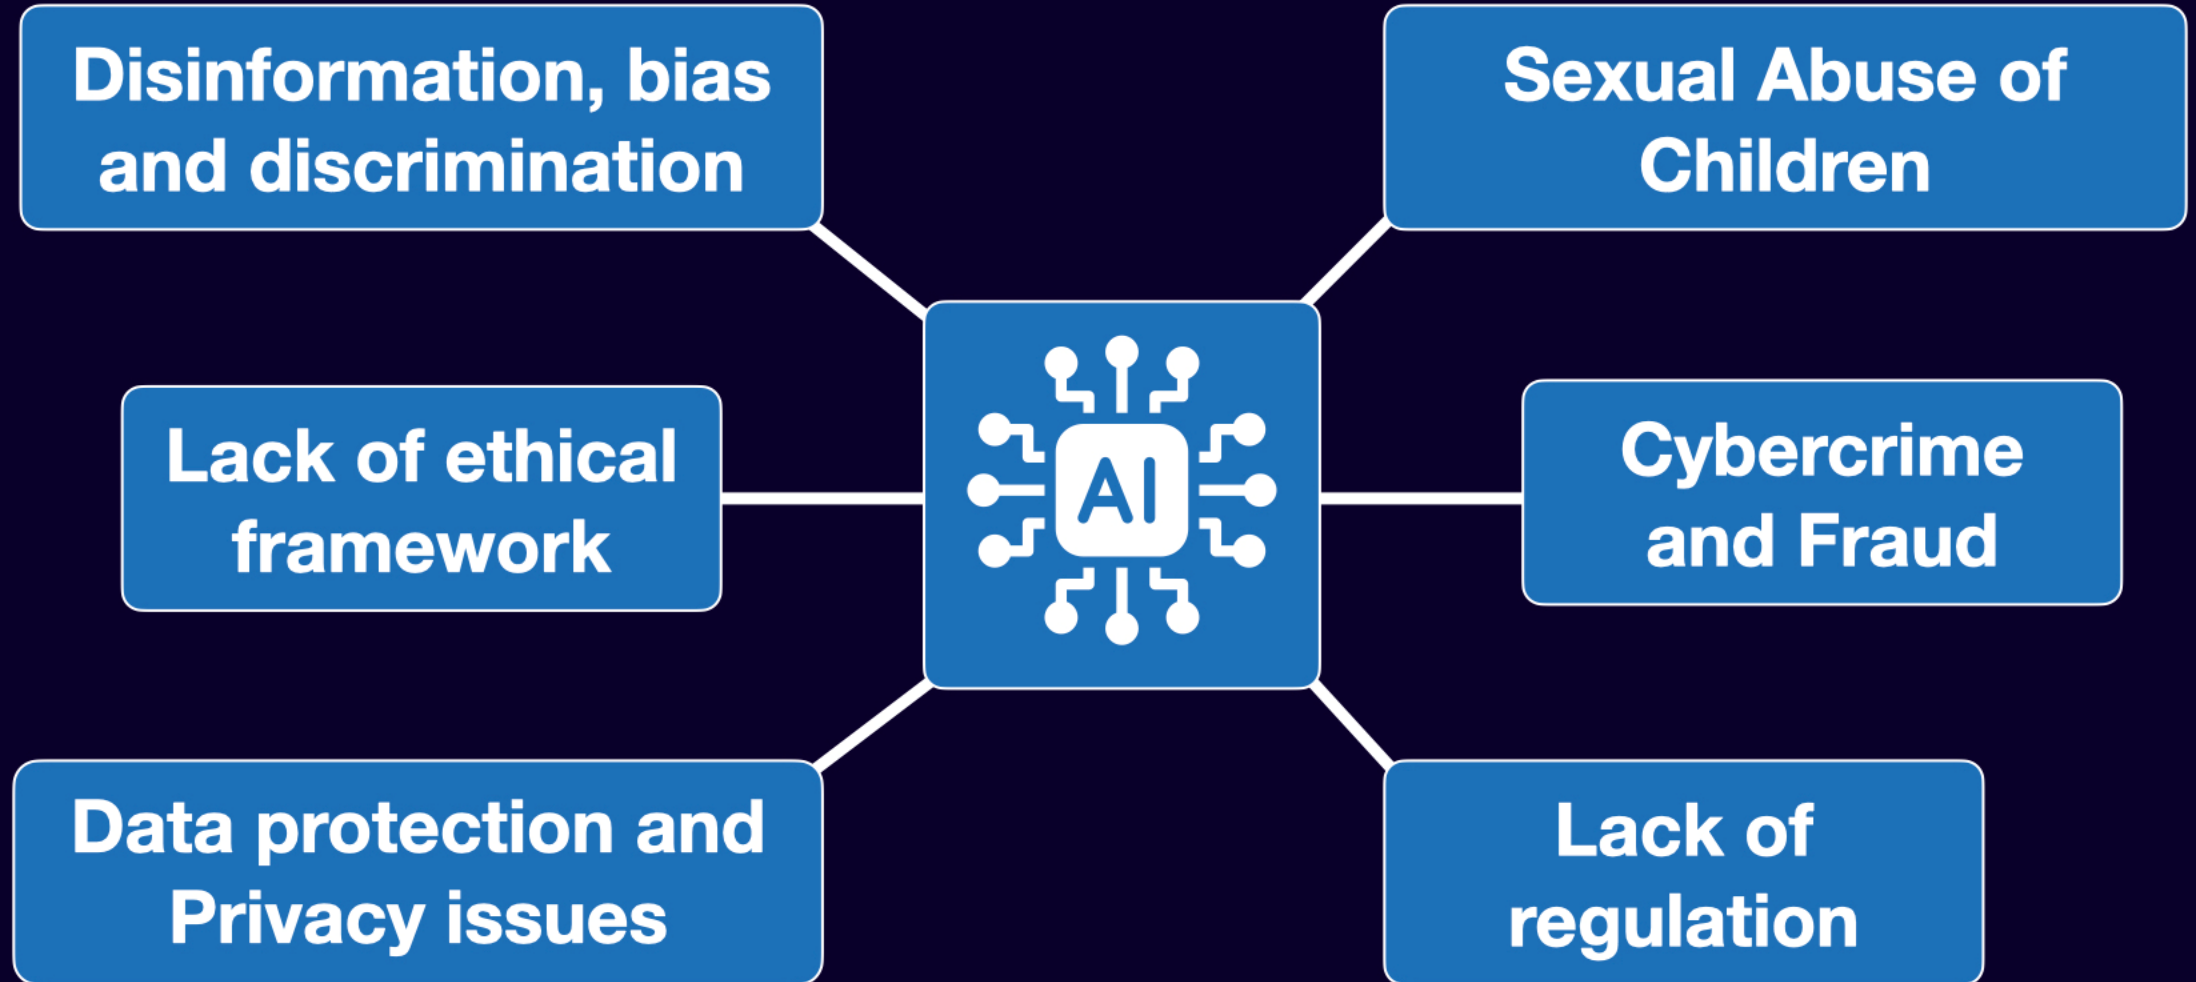 Disinformation, bias
and discrimination
Sexual Abuse of
Children
Lack of ethical
framework
AI
Cybercrime
and Fraud
Data protection and
Privacy issues
Lack of
regulation